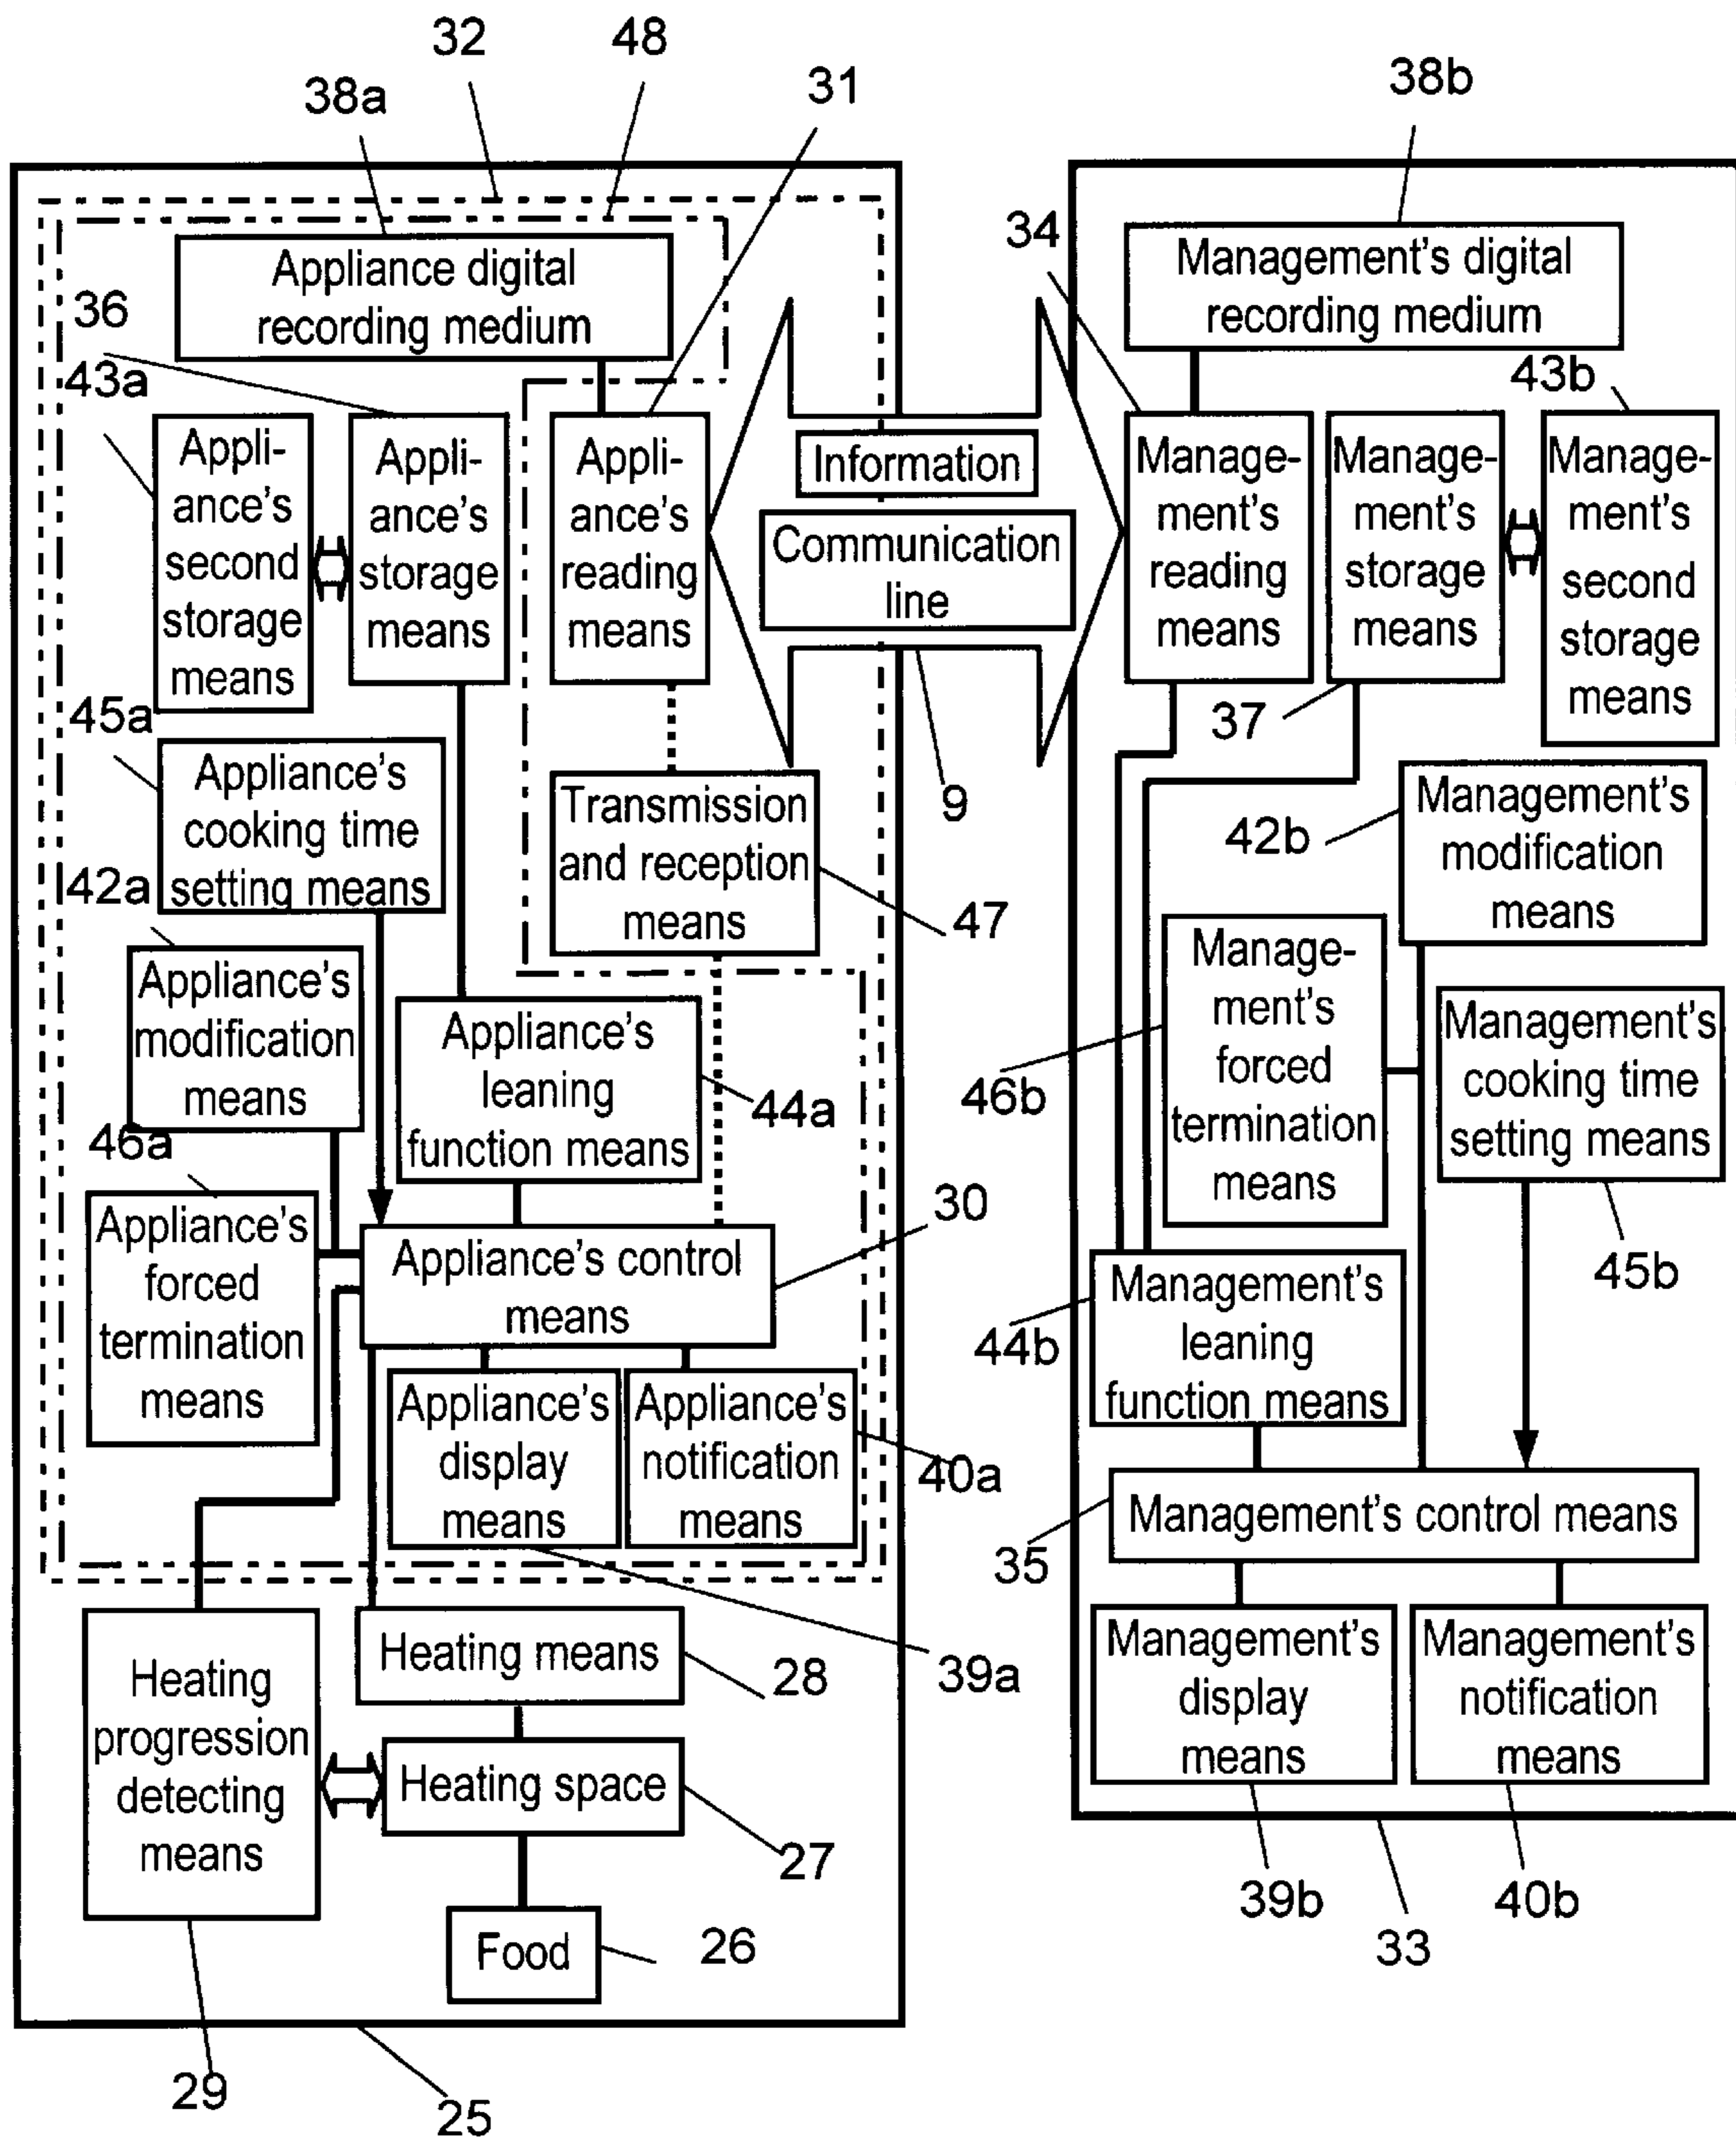 32
48
38a
31
38b
34
Appliance digital
recording medium
Management's digital
recording medium
36
43a
43b
Appli-
ance's
second
storage
means
Appli-
ance's
storage
means
Appli-
ance's
reading
means
Information
Communication
line
Manage-
ment's
reading
means
Manage-
ment's
storage
means
Manage-
ment's
second
storage
means
45a
37
Appliance's
cooking time
setting means
Transmission
and reception
means
9
42b
Management's
modification
means
42a
47
Appliance's
modification
means
Appliance's
leaning
function means
44a
46b
Manage-
ment's
forced
termination
means
Management's
cooking time
setting means
46a
30
45b
Appliance's
forced
termination
means
Appliance's control
means
44b
Management's
leaning
function means
Appliance's
display
means
Appliance's
notification
means
40a
35
Management's control means
Heating
progression
detecting
means
Heating means
28
39a
Management's
display
means
Management's
notification
means
Heating space
27
39b
40b
Food
26
33
29
25